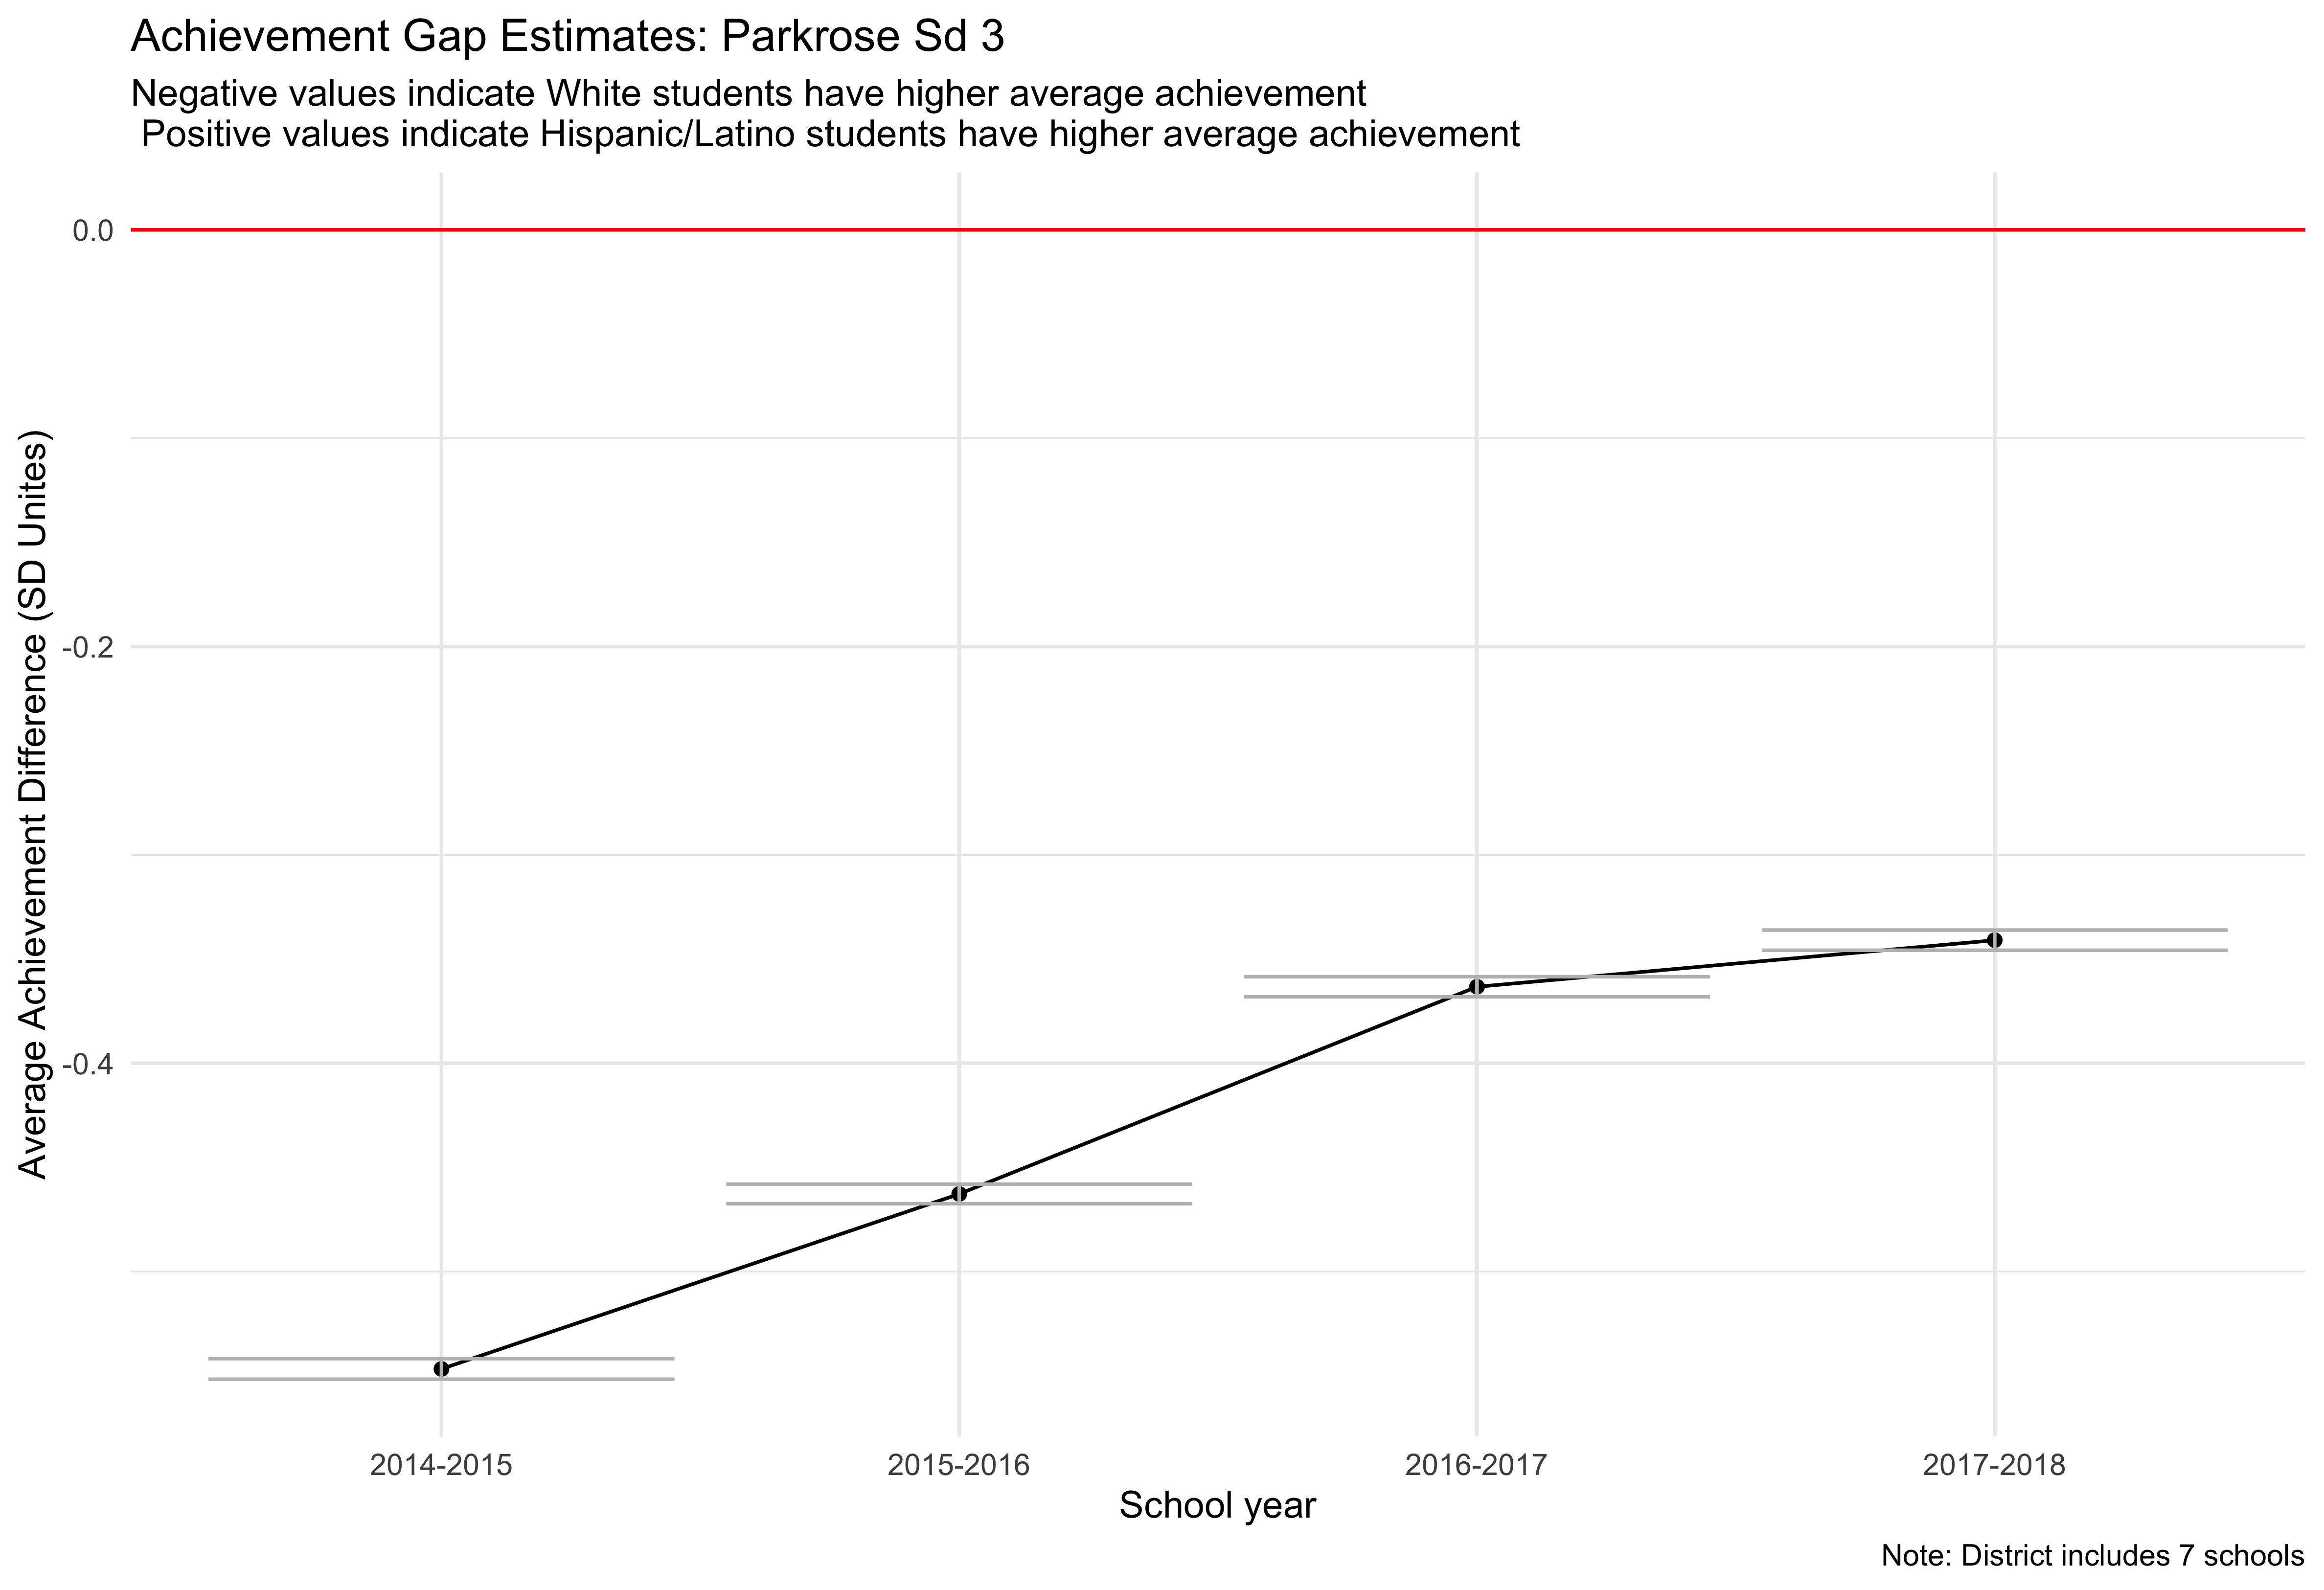 Achievement Gap Estimates: Parkrose Sd 3
Negative values indicate White students have higher average achievement
Positive values indicate Hispanic/Latino students have higher average achievement
Average Achievement Difference (SD Unites)
0.0
-0.2
-0.4
2014-2015 2015-2016 2016-2017 2017-2018
School year
Note: District includes 7 schools